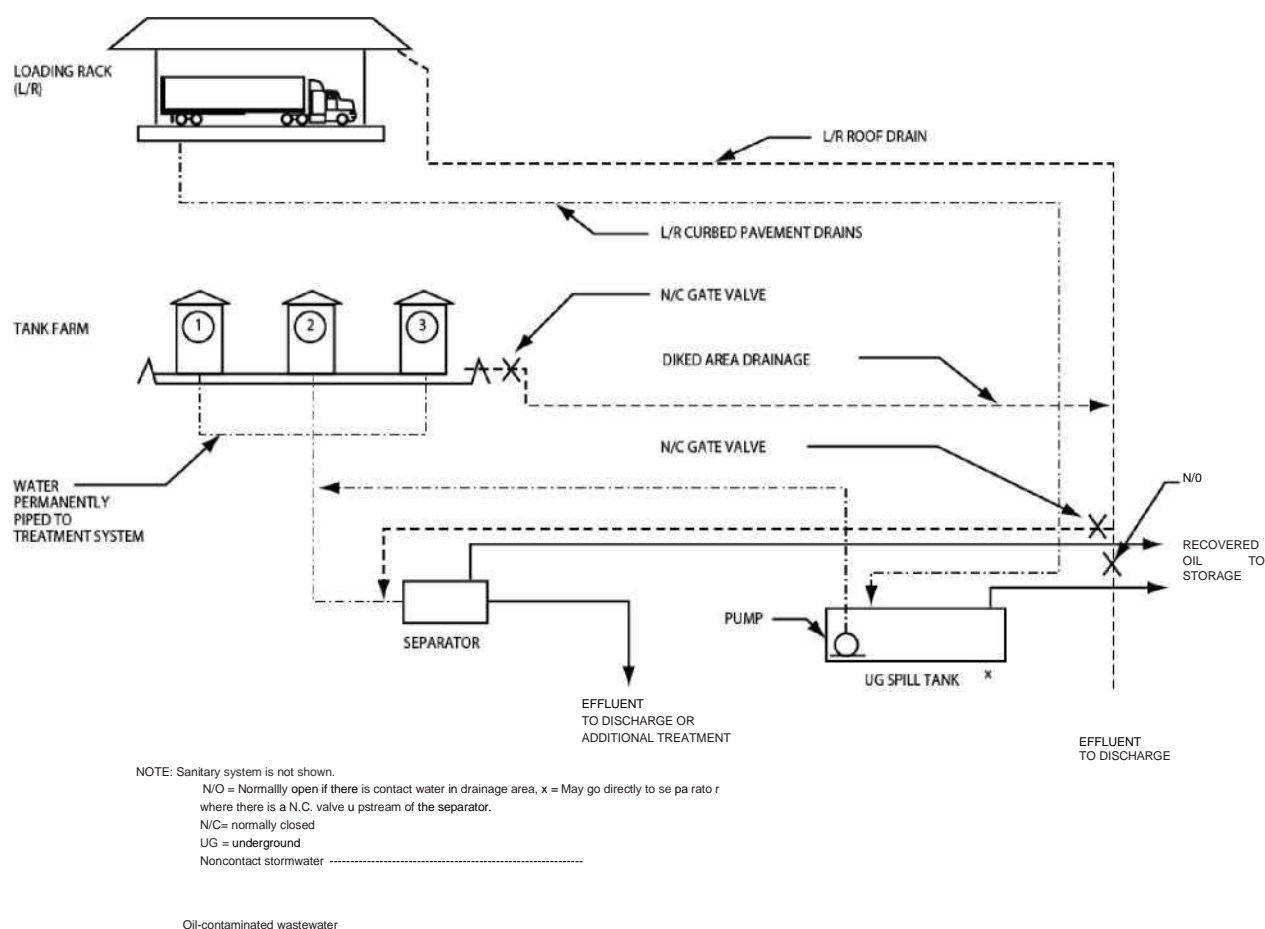 LOADING RACK
(L/R)
L/R ROOF DRAIN
L/R CURBED PAVEMENT DRAINS
N/C GATE VALVE
TANK FARM
1
2
3
DIKED AREA DRAINAGE
N/C GATE VALVE
WATER
PERMANENTLY
PIPED TO
TREATMENT SYSTEM
N/0
RECOVERED
OIL TO
STORAGE
PUMP
SEPARATOR
UG SPILL TANK x
EFFLUENT
TO DISCHARGE OR
ADDITIONAL TREATMENT
EFFLUENT
TO DISCHARGE
NOTE: Sanitary system is not shown.
N/O = Normallly open if there is contact water in drainage area, x = May go directly to se pa rato r
where there is a N.C. valve u pstream of the separator.
N/C= normally closed
UG = underground
Noncontact stormwater ------------------------------------------------------------
Oil-contaminated wastewater